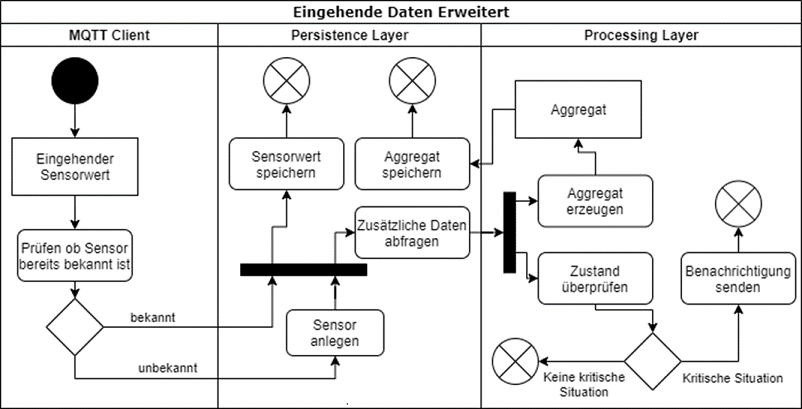 Eingehende Daten Erweitert
MQTT Client
Persistence Layer
Processing Layer
Eingehender
Sensorwert
Prüfen ob Sensor
bereits bekannt ist
bekannt
unbekannt
Sensorwert
speichern
Aggregat
speichern
Zusätzliche Daten
abfragen
Sensor
anlegen
Aggregat
Aggregat
erzeugen
Zustand
überprüfen
Benachrichtigung
senden
Keine kritische
Situation
Kritische Situation